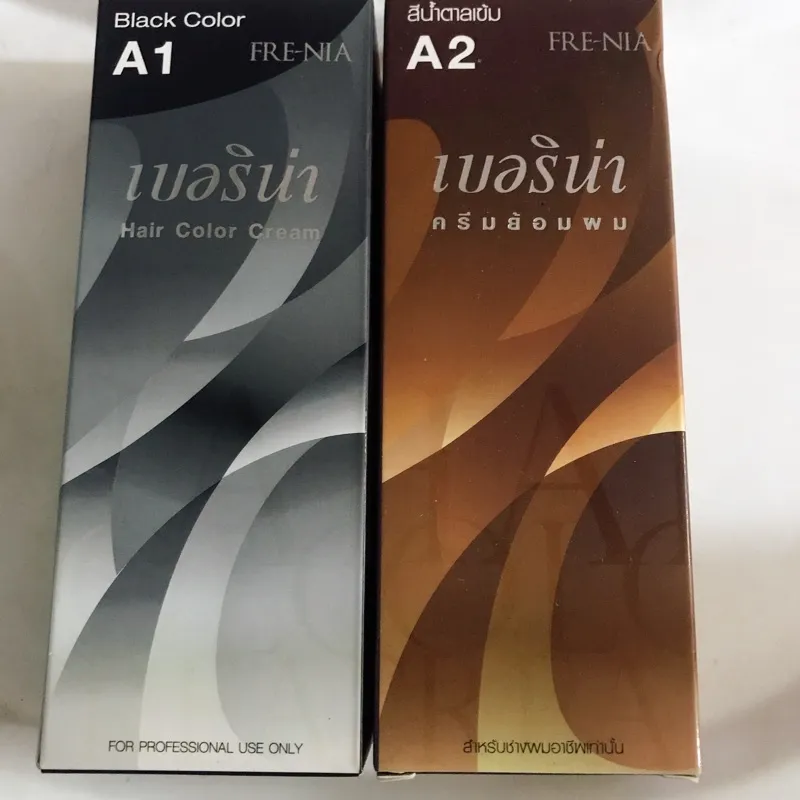 Black Color
A1 FRE-NIA
เบอริน่า
Hair Color Cream
FOR PROFESSIONAL USE ONLY
สีน้ำตาลเข้ม
A2 FRE-NIA
เบอริน่า
ครีมย้อมผม
สำหรับช่างผมอาชีพเท่านั้น